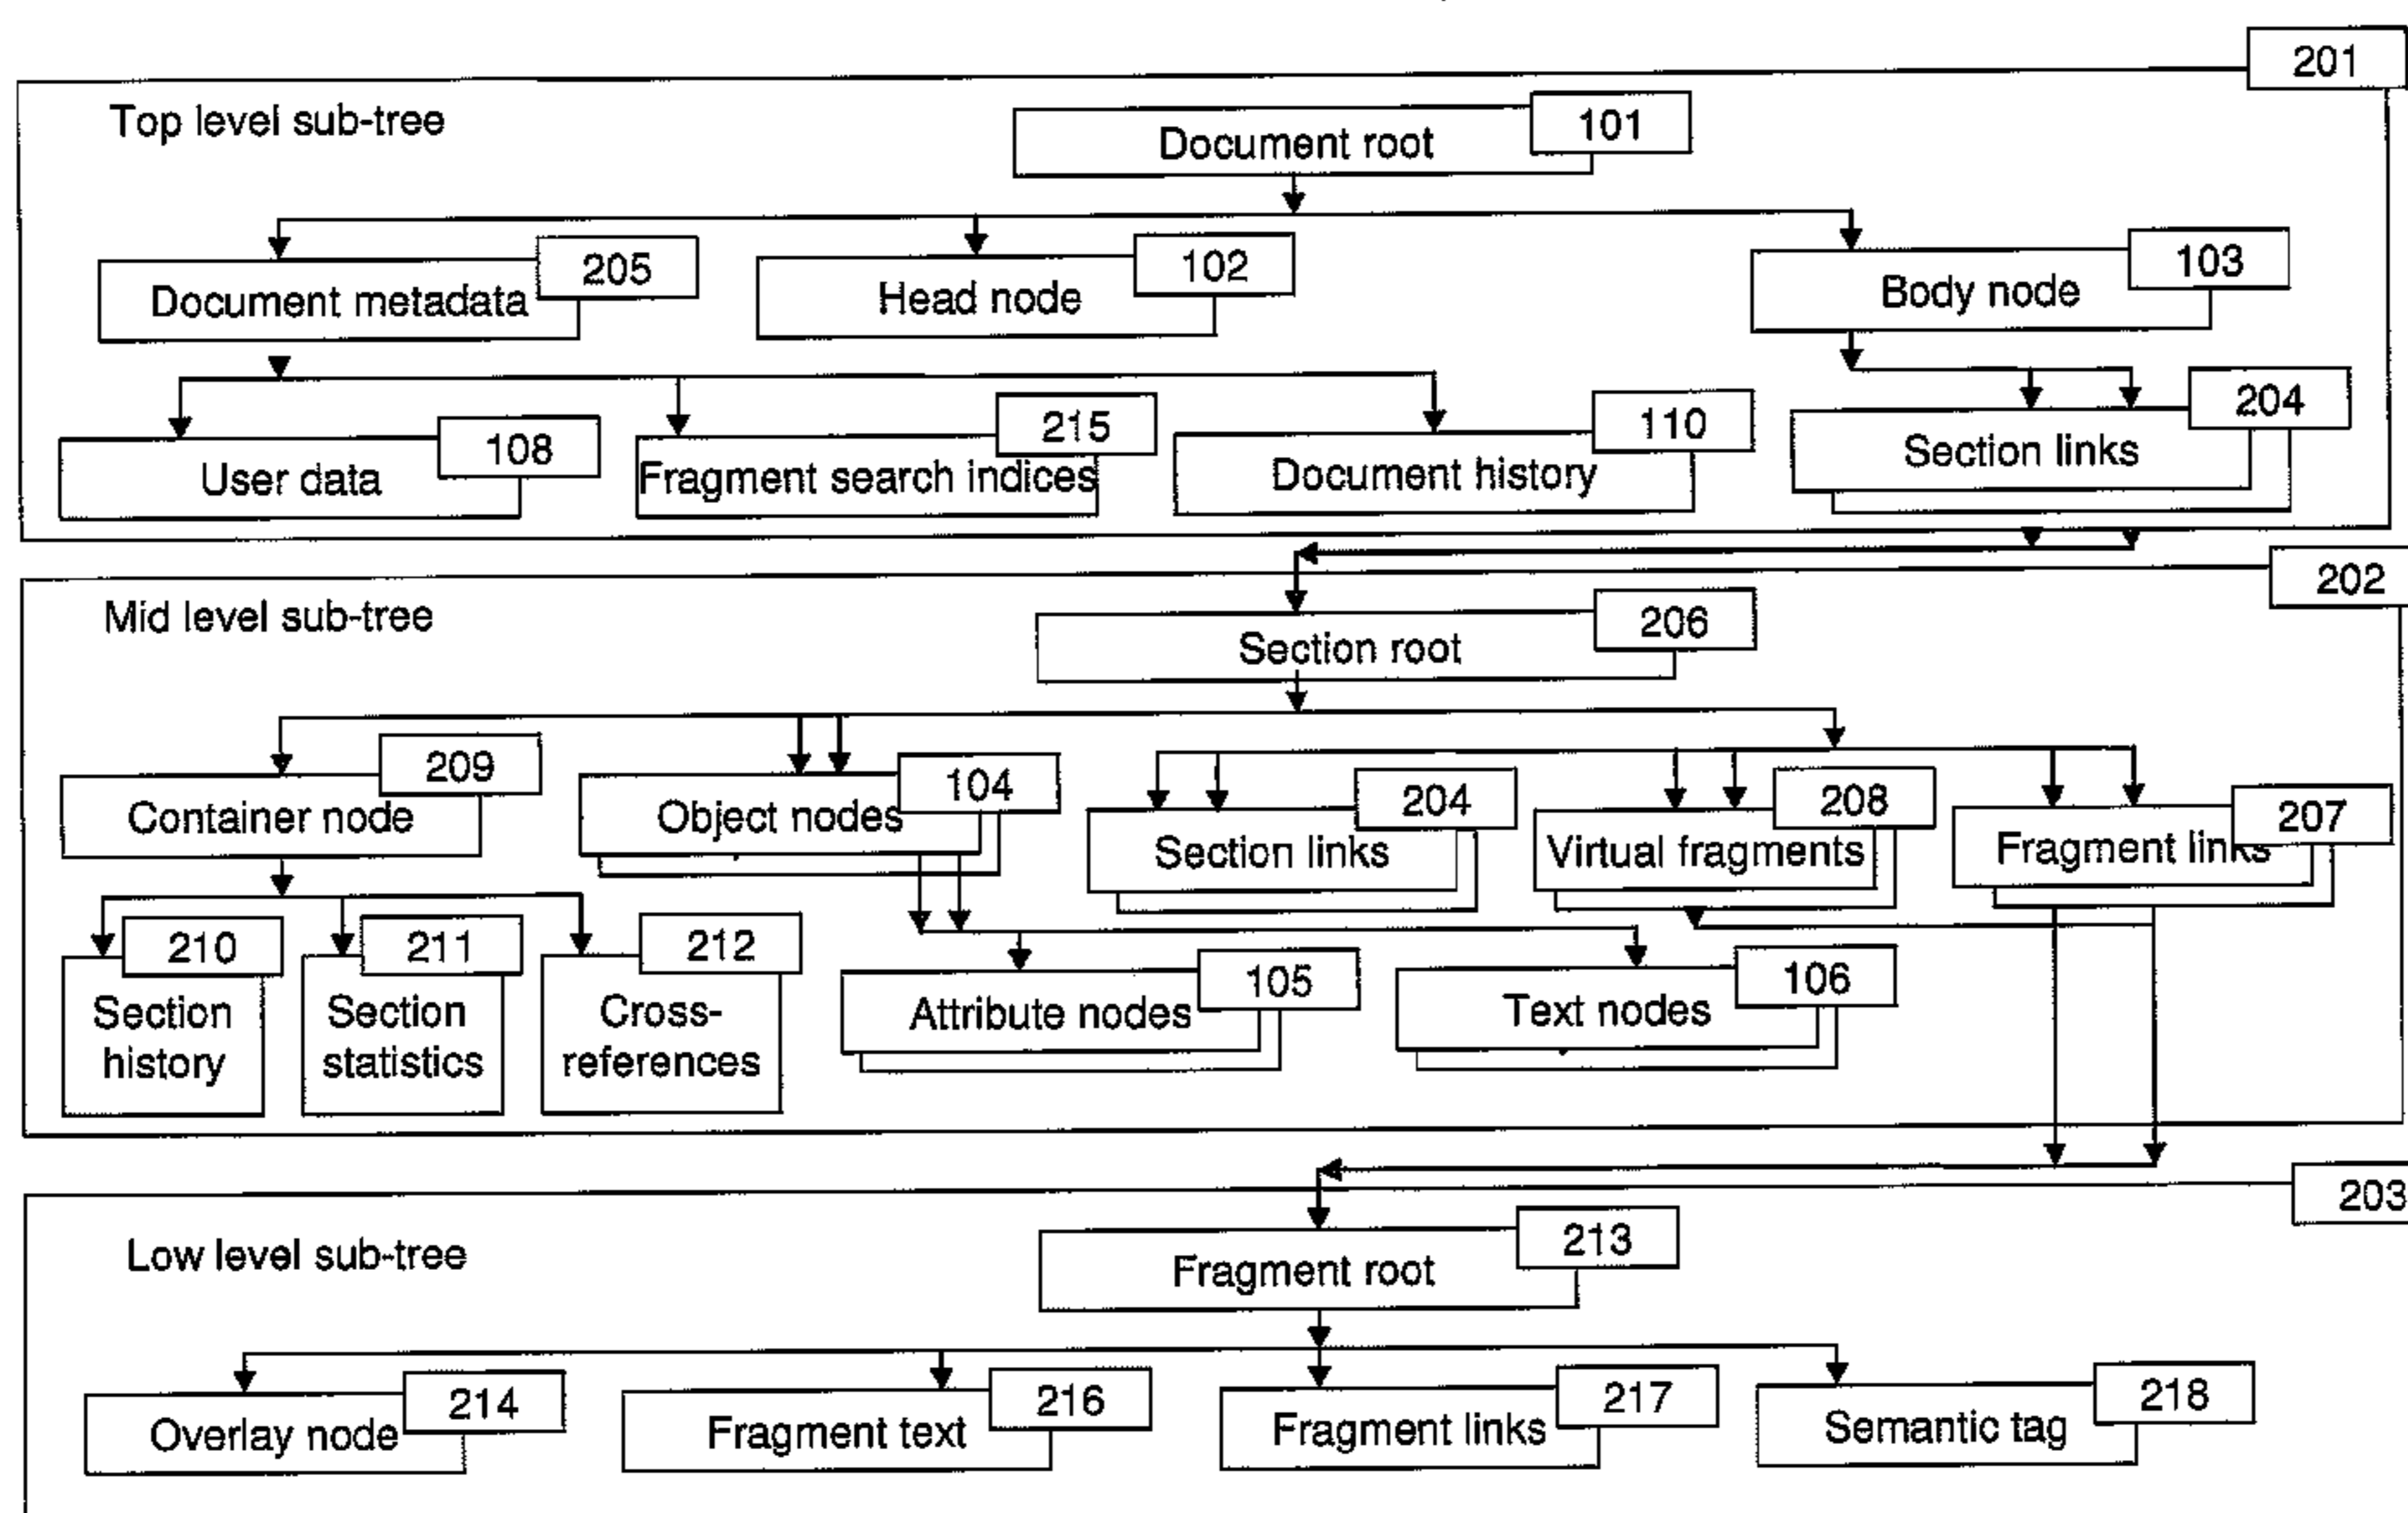 201
Top level sub-tree
101
Document root
205
Document metadata
102
Head node
103
Body node
108
User data
215
Fragment search indices
110
Document history
204
Section links
202
Mid level sub-tree
206
Section root
209
Container node
104
Object nodes
204
Section links
208
Virtual fragments
207
Fragment links
210
Section
history
211
Section
statistics
212
Cross-
references
105
Attribute nodes
106
Text nodes
203
Low level sub-tree
213
Fragment root
214
Overlay node
216
Fragment text
217
Fragment links
218
Semantic tag